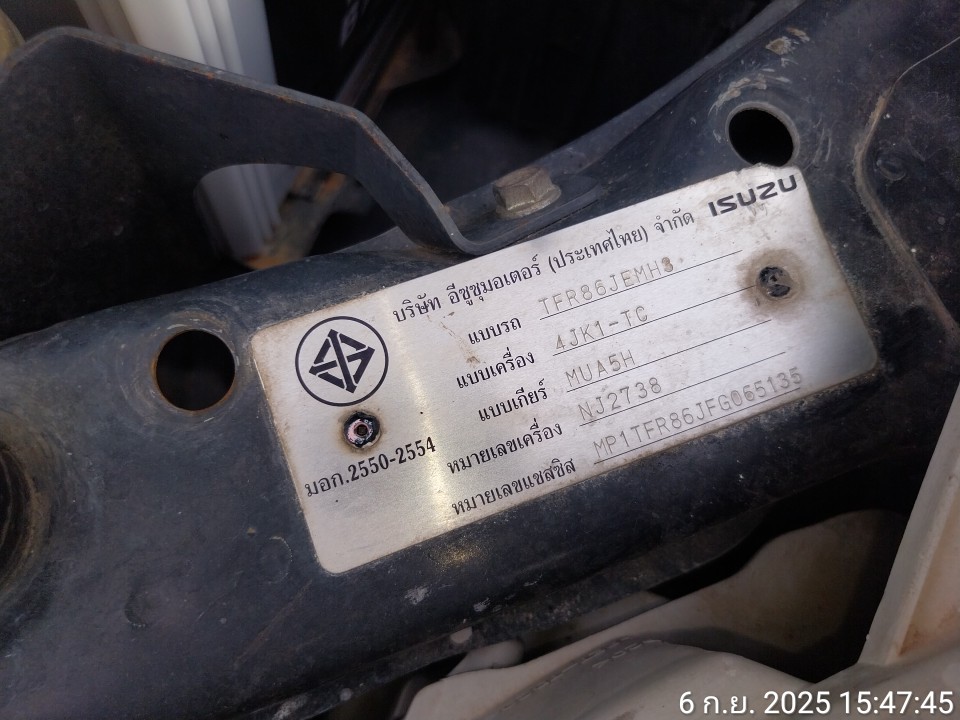 ISUZU
บริษัท อีซูซุมอเตอร์ (ประเทศไทย) จำกัด
แบบรถ TFR86JEMH3
แบบเครื่อง 4JK1-TC
แบบเกียร์ MUA5H
หมายเลขเครื่อง NJ2738
หมายเลขแชสซิส MP1TFR86JFG065135
มอก.2550-2554
6 ก.ย. 2025 15:47:45